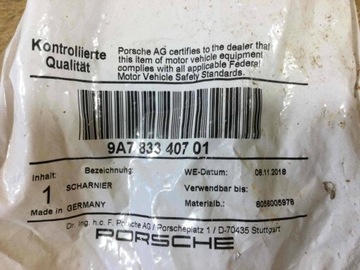 Kontrollierte
Qualität
Porsche AG certifies to the dealer that
this item of motor vehicle equipment
complies with all applicable Federal
Motor Vehicle Safety Standards.
9A7 833 407 01
Inhalt: Bezeichnung: WE-Datum: 08.11.2018
1 SCHARNIER Verwendbar bis:
Made in GERMANY Materialb.: 8086005978
Dr. Ing. h.c. F. Porsche AG / Porscheplatz 1 / D-70435 Stuttgart
PORSCHE